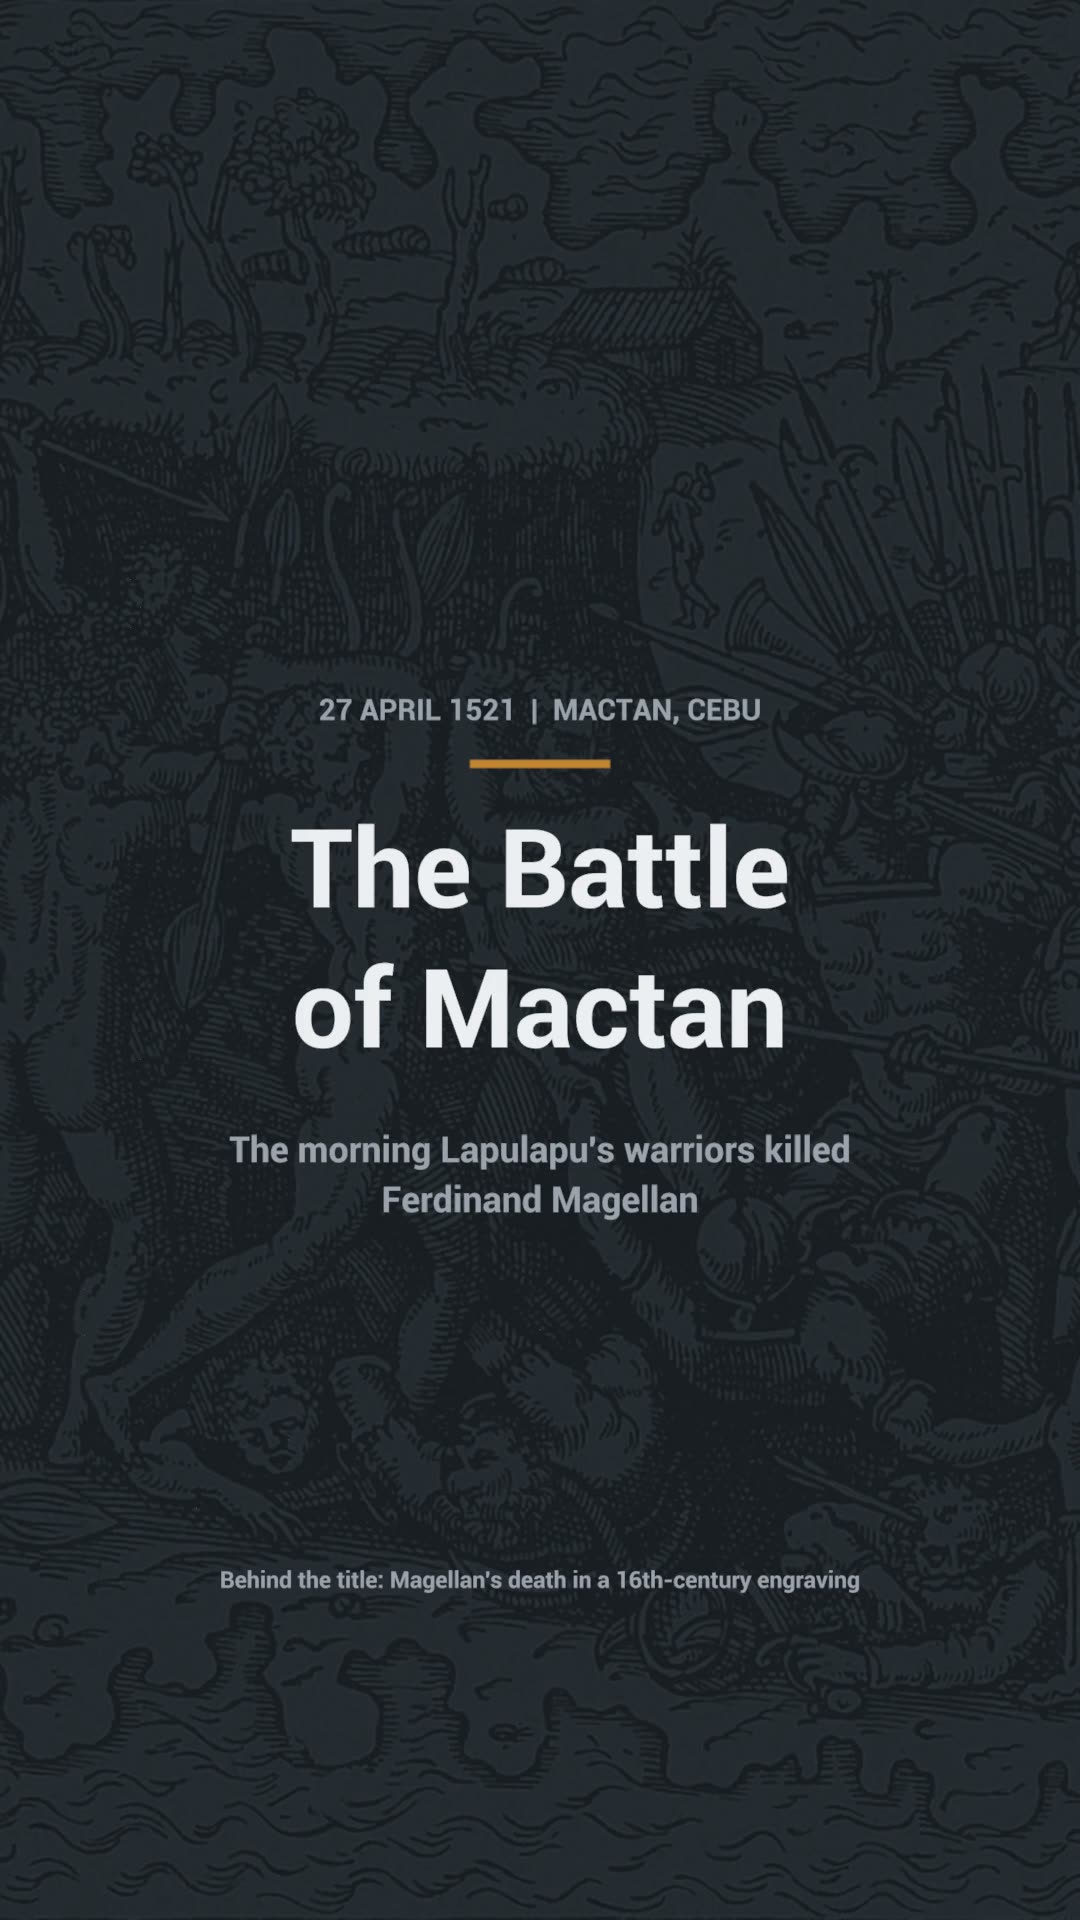 27 APRIL 1521 | MACTAN, CEBU
The Battle
of Mactan
The morning Lapulapu's warriors killed
Ferdinand Magellan
Behind the title: Magellan's death in a 16th-century engraving